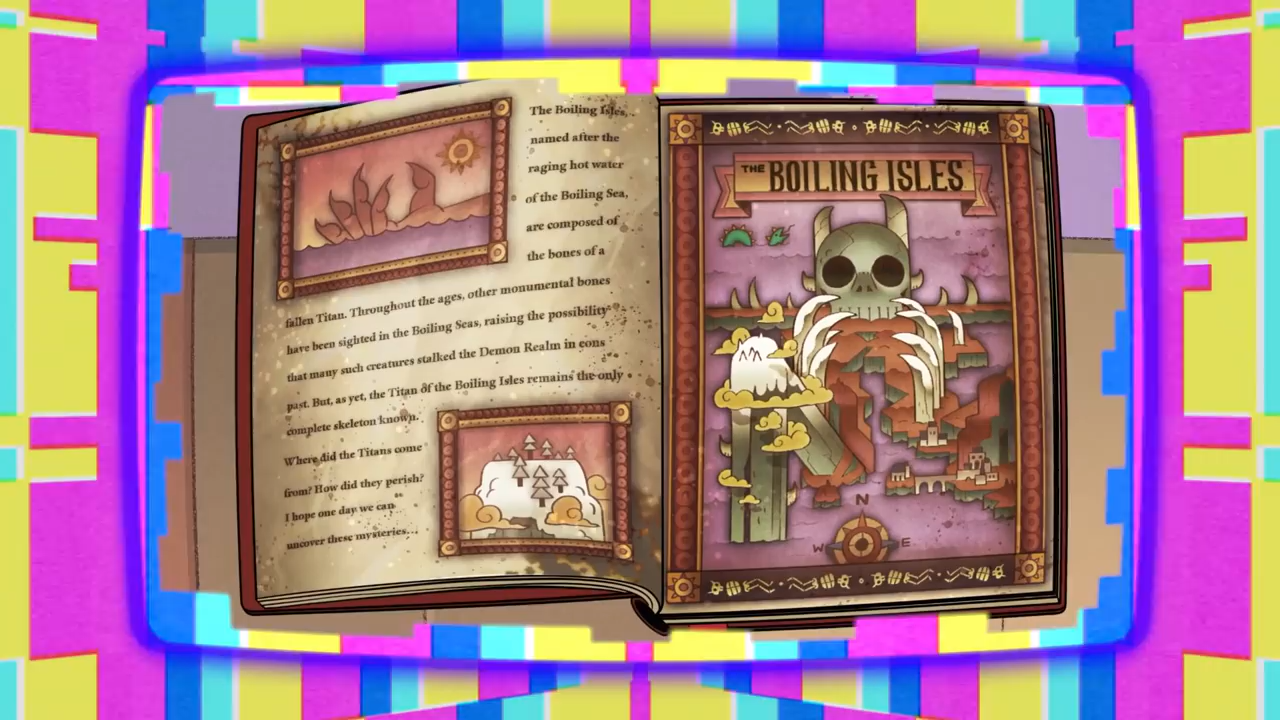 The Boiling Isles,
named after the
raging hot water
of the Boiling Sea,
are composed of
the bones of a
fallen Titan. Throughout the ages, other monumental bones
have been sighted in the Boiling Seas, raising the possibility
that many such creatures stalked the Demon Realm in eons
past. But, as yet, the Titan of the Boiling Isles remains the only
complete skeleton known.
Where did the Titans come
from? How did they perish?
I hope one day we can
uncover these mysteries...
THE BOILING ISLES
N
W E